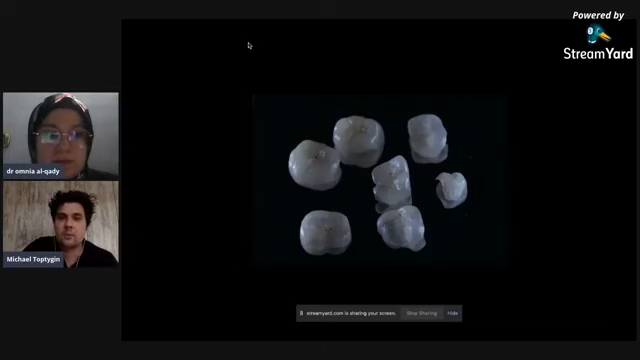 Powered by
StreamYard
dr omnia al-qady
Michael Toptygin
streamyard.com is sharing your screen.
Stop Sharing
Hide